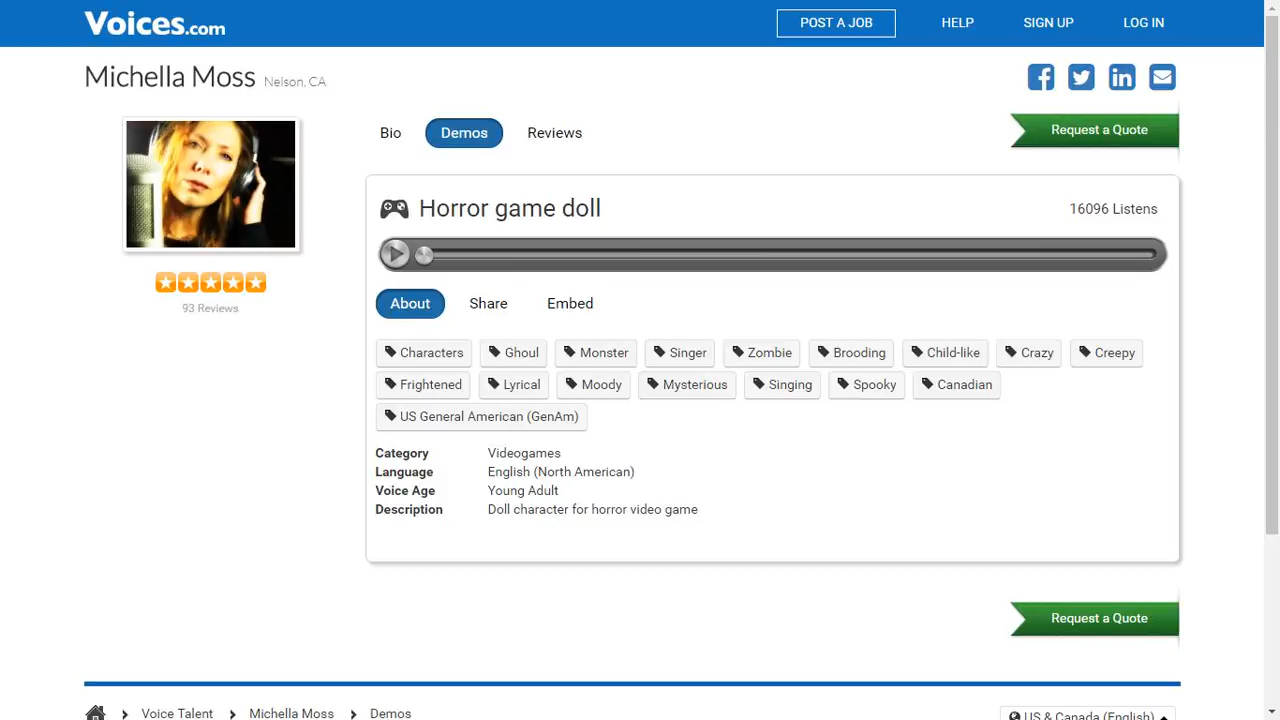 Voices.com
POST A JOB
HELP
SIGN UP
LOG IN
Michella Moss Nelson, CA
Bio
Demos
Reviews
Request a Quote
93 Reviews
Horror game doll
16096 Listens
About
Share
Embed
Characters
Ghoul
Monster
Singer
Zombie
Brooding
Child-like
Crazy
Creepy
Frightened
Lyrical
Moody
Mysterious
Singing
Spooky
Canadian
US General American (GenAm)
Category Videogames
Language English (North American)
Voice Age Young Adult
Description Doll character for horror video game
Request a Quote
Voice Talent
Michella Moss
Demos
US & Canada (English)